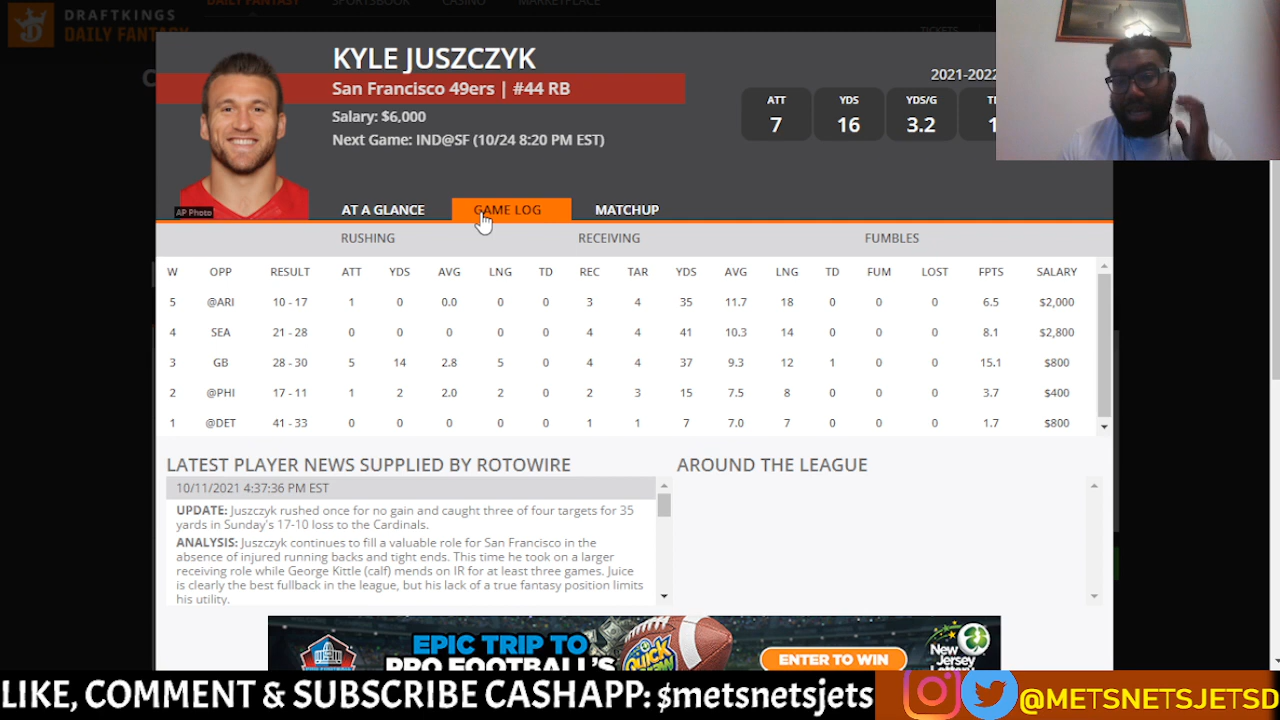 DRAFTKINGS
DAILY FANTASY
DAILY FANTASY SPORTSBOOK CASINO MARKETPLACE
KYLE JUSZCZYK
San Francisco 49ers | #44 RB
Salary: $6,000
Next Game: IND@SF (10/24 8:20 PM EST)
2021-2022
ATT YDS YDS/G
7 16 3.2 1
AP Photo
AT A GLANCE GAME LOG MATCHUP
RUSHING RECEIVING FUMBLES
W OPP RESULT ATT YDS AVG LNG TD REC TAR YDS AVG LNG TD FUM LOST FPTS SALARY
5 @ARI 10 - 17 1 0 0.0 0 0 3 4 35 11.7 18 0 0 0 6.5 $2,000
4 SEA 21 - 28 0 0 0 0 0 4 4 41 10.3 14 0 0 0 8.1 $2,800
3 GB 28 - 30 5 14 2.8 5 0 4 4 37 9.3 12 1 0 0 15.1 $800
2 @PHI 17 - 11 1 2 2.0 2 0 2 3 15 7.5 8 0 0 0 3.7 $400
1 @DET 41 - 33 0 0 0 0 0 1 1 7 7.0 7 0 0 0 1.7 $800
LATEST PLAYER NEWS SUPPLIED BY ROTOWIRE
AROUND THE LEAGUE
10/11/2021 4:37:36 PM EST
UPDATE: Juszczyk rushed once for no gain and caught three of four targets for 35
yards in Sunday's 17-10 loss to the Cardinals.
ANALYSIS: Juszczyk continues to fill a valuable role for San Francisco in the
absence of injured running backs and tight ends. This time he took on a larger
receiving role while George Kittle (calf) mends on IR for at least three games. Juice
is clearly the best fullback in the league, but his lack of a true fantasy position limits
his utility.
EPIC TRIP TO
PRO FOOTBALL'S
QUICK
ENTER TO WIN
New
Jersey
Lottery
LIKE, COMMENT & SUBSCRIBE CASHAPP: $metsnetsjets
@METSNETSJETSD